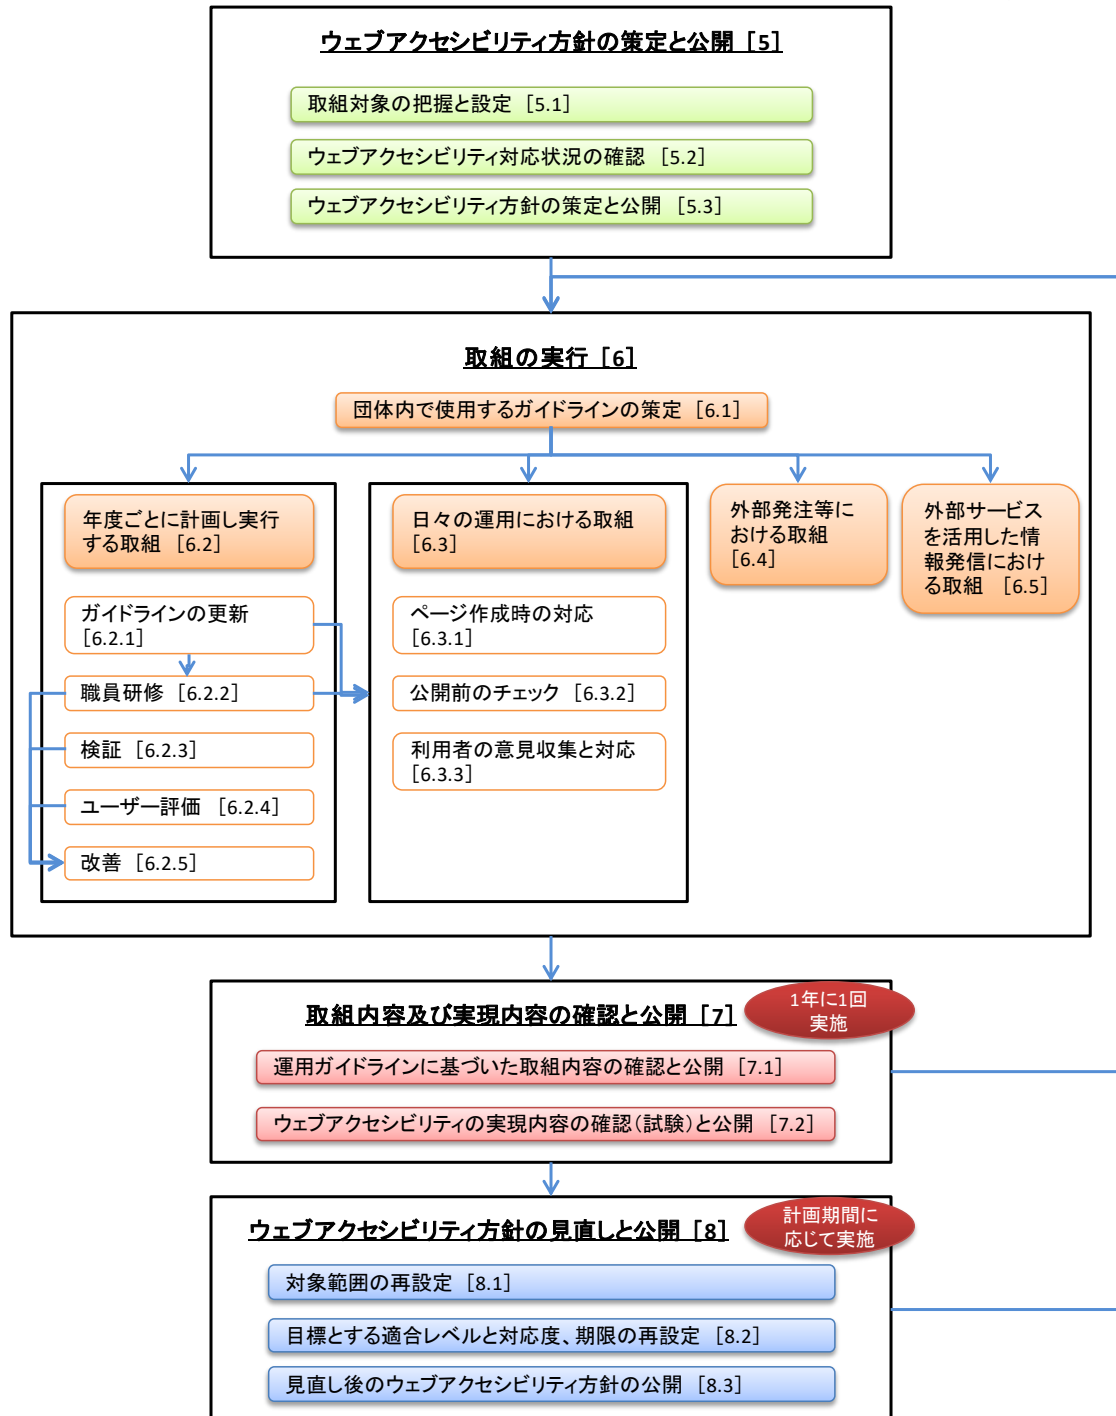 ウェブアクセシビリティ方針の策定と公開 [5]
取組対象の把握と設定 [5.1]
ウェブアクセシビリティ対応状況の確認 [5.2]
ウェブアクセシビリティ方針の策定と公開 [5.3]
取組の実行 [6]
団体内で使用するガイドラインの策定 [6.1]
年度ごとに計画し実行
する取組 [6.2]
ガイドラインの更新
[6.2.1]
職員研修 [6.2.2]
検証 [6.2.3]
ユーザー評価 [6.2.4]
改善 [6.2.5]
日々の運用における取組
[6.3]
ページ作成時の対応
[6.3.1]
公開前のチェック [6.3.2]
利用者の意見収集と対応
[6.3.3]
外部発注等に
おける取組
[6.4]
外部サービス
を活用した情
報発信におけ
る取組 [6.5]
取組内容及び実現内容の確認と公開 [7]
1年に1回
実施
運用ガイドラインに基づいた取組内容の確認と公開 [7.1]
ウェブアクセシビリティの実現内容の確認(試験)と公開 [7.2]
ウェブアクセシビリティ方針の見直しと公開 [8]
計画期間に
応じて実施
対象範囲の再設定 [8.1]
目標とする適合レベルと対応度、期限の再設定 [8.2]
見直し後のウェブアクセシビリティ方針の公開 [8.3]